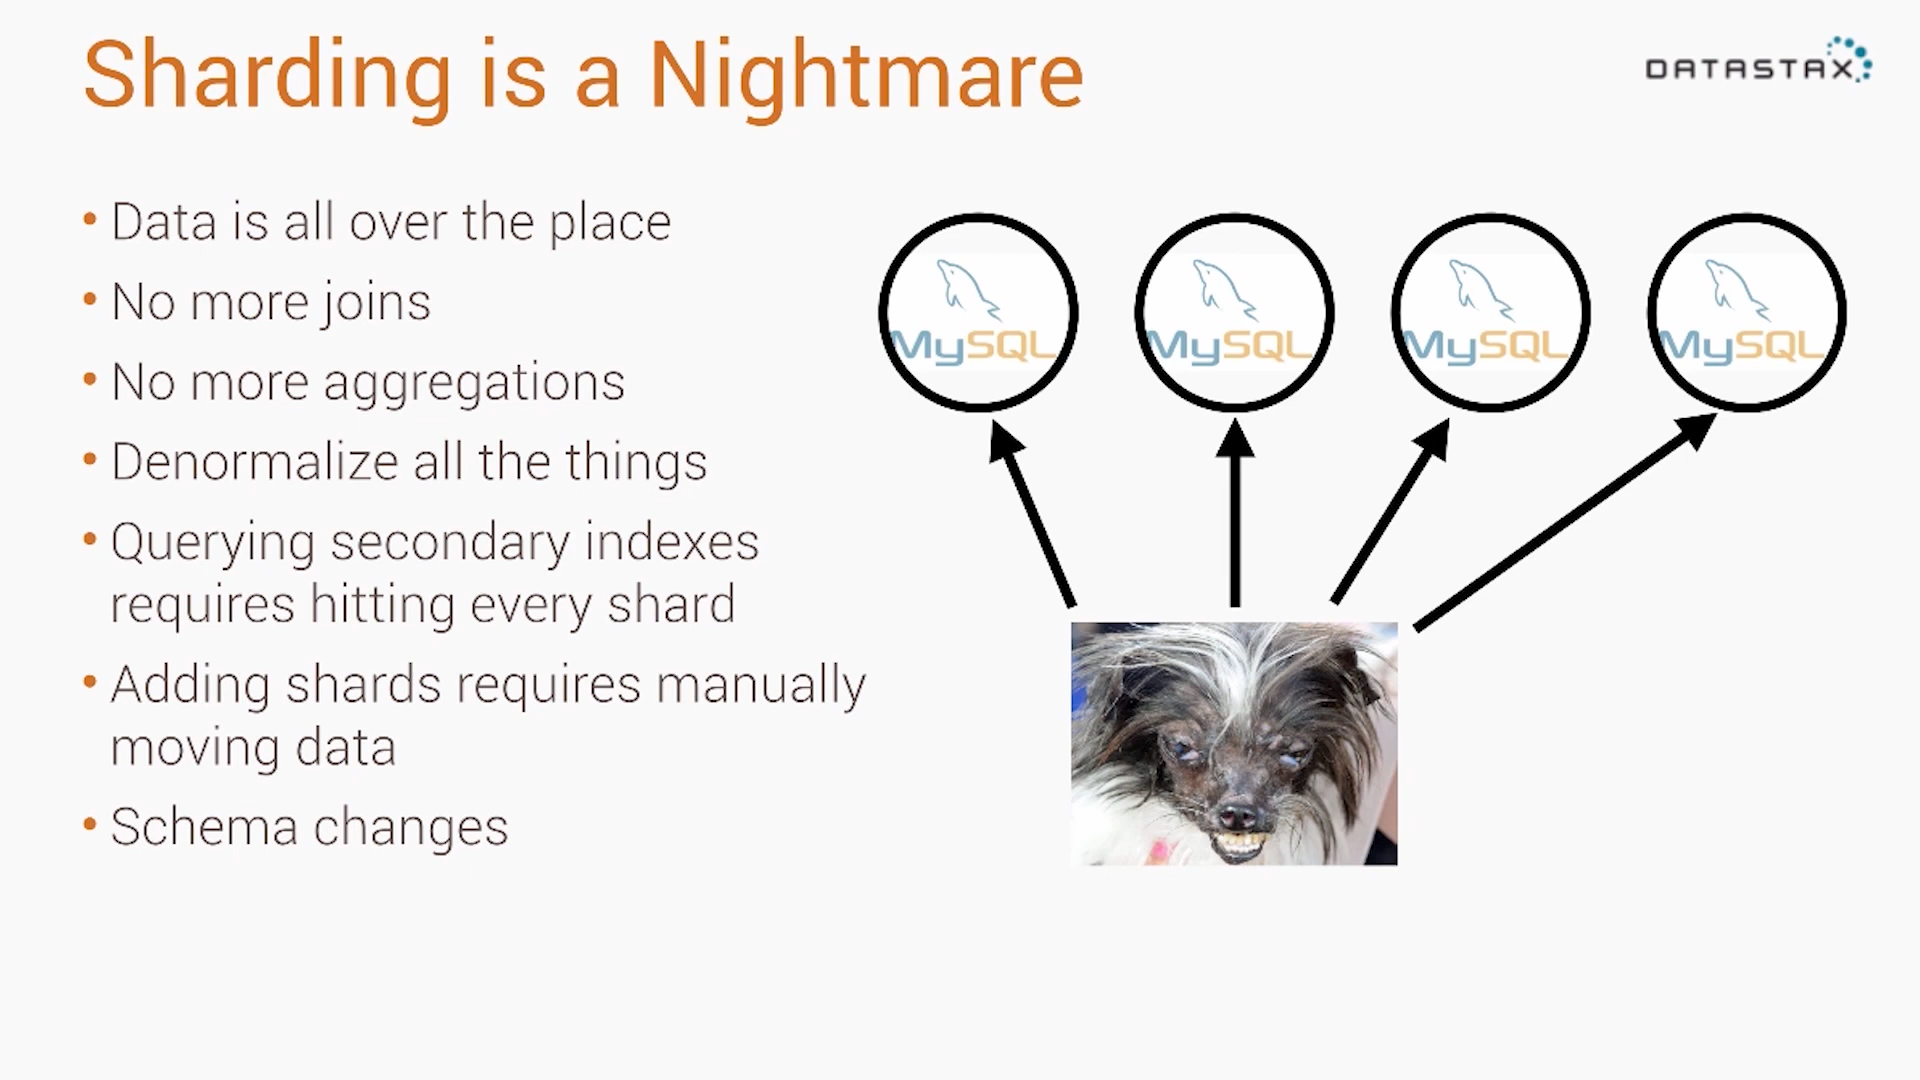 Sharding is a Nightmare
DATASTAX
• Data is all over the place
• No more joins
• No more aggregations
• Denormalize all the things
• Querying secondary indexes
requires hitting every shard
• Adding shards requires manually
moving data
• Schema changes
MySQL
MySQL
MySQL
MySQL